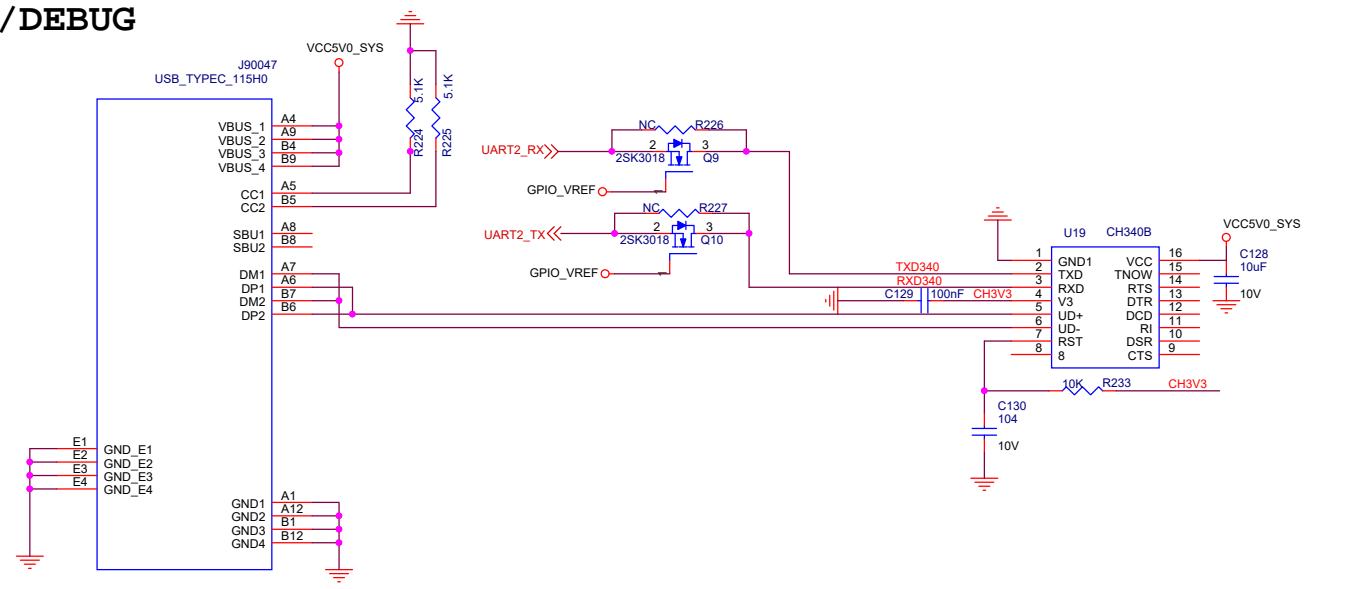 /DEBUG
VCC5V0_SYS
J90047
USB_TYPEC_115H0
VBUS_1 A4
VBUS_2 A9
VBUS_3 B4
VBUS_4 B9
CC1 A5
CC2 B5
SBU1 A8
SBU2 B8
DM1 A7
DP1 A6
DM2 B7
DP2 B6
E1 GND_E1
E2 GND_E2
E3 GND_E3
E4 GND_E4
GND1 A1
GND2 A12
GND3 B1
GND4 B12
5.1K
R224
5.1K
R225
NC R226
UART2_RX 2 3
2SK3018 Q9
GPIO_VREF 1
NC R227
UART2_TX 2 3
2SK3018 Q10
GPIO_VREF 1
TXD340
RXD340
C129 100nF CH3V3
U19 CH340B
1 GND1 VCC 16
2 TXD TNOW 15
3 RXD RTS 14
4 V3 DTR 13
5 UD+ DCD 12
6 UD- RI 11
7 RST DSR 10
8 8 CTS 9
VCC5V0_SYS
C128
10uF
10V
10K R233 CH3V3
C130
104
10V